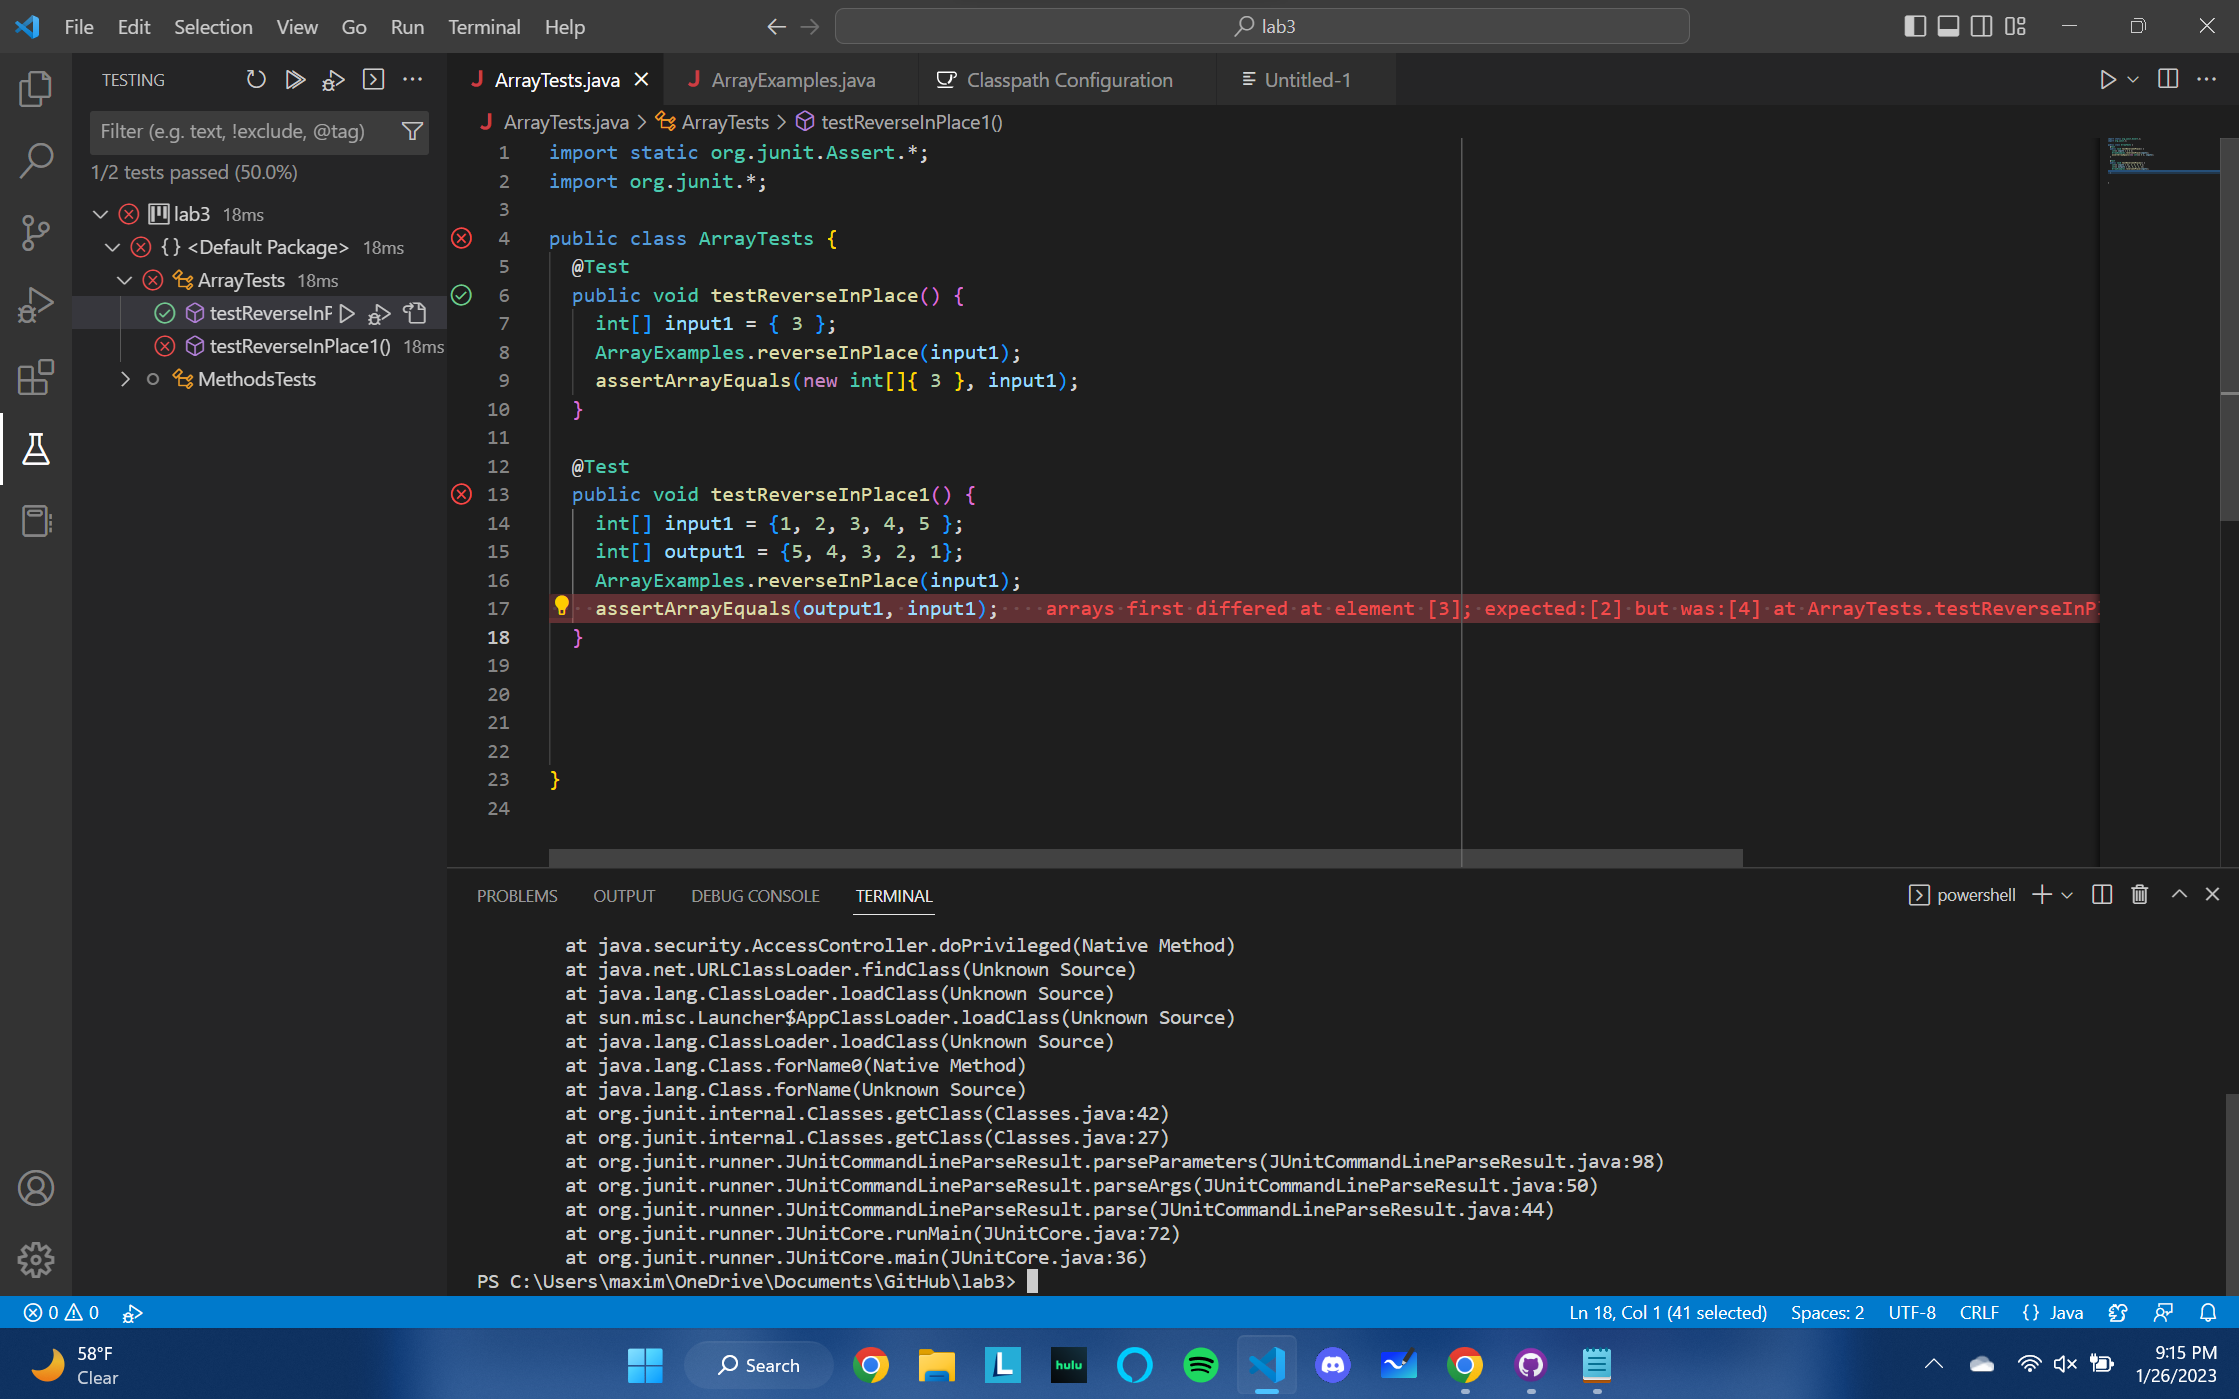 File Edit Selection View Go Run Terminal Help
lab3
TESTING
Filter (e.g. text, !exclude, @tag)
1/2 tests passed (50.0%)
lab3 18ms
{} <Default Package> 18ms
ArrayTests 18ms
testReverseInF
testReverseInPlace1() 18ms
MethodsTests
ArrayTests.java ArrayExamples.java Classpath Configuration Untitled-1
ArrayTests.java > ArrayTests > testReverseInPlace1()
1 import static org.junit.Assert.*;
2 import org.junit.*;
3
4 public class ArrayTests {
5 @Test
6 public void testReverseInPlace() {
7 int[] input1 = { 3 };
8 ArrayExamples.reverseInPlace(input1);
9 assertArrayEquals(new int[]{ 3 }, input1);
10 }
11
12 @Test
13 public void testReverseInPlace1() {
14 int[] input1 = {1, 2, 3, 4, 5 };
15 int[] output1 = {5, 4, 3, 2, 1};
16 ArrayExamples.reverseInPlace(input1);
17 assertArrayEquals(output1, input1); arrays first differed at element [3]; expected:[2] but was:[4] at ArrayTests.testReverseInP
18 }
19
20
21
22
23 }
24
PROBLEMS OUTPUT DEBUG CONSOLE TERMINAL
powershell
at java.security.AccessController.doPrivileged(Native Method)
at java.net.URLClassLoader.findClass(Unknown Source)
at java.lang.ClassLoader.loadClass(Unknown Source)
at sun.misc.Launcher$AppClassLoader.loadClass(Unknown Source)
at java.lang.ClassLoader.loadClass(Unknown Source)
at java.lang.Class.forName0(Native Method)
at java.lang.Class.forName(Unknown Source)
at org.junit.internal.Classes.getClass(Classes.java:42)
at org.junit.internal.Classes.getClass(Classes.java:27)
at org.junit.runner.JUnitCommandLineParseResult.parseParameters(JUnitCommandLineParseResult.java:98)
at org.junit.runner.JUnitCommandLineParseResult.parseArgs(JUnitCommandLineParseResult.java:50)
at org.junit.runner.JUnitCommandLineParseResult.parse(JUnitCommandLineParseResult.java:44)
at org.junit.runner.JUnitCore.runMain(JUnitCore.java:72)
at org.junit.runner.JUnitCore.main(JUnitCore.java:36)
PS C:\Users\maxim\OneDrive\Documents\GitHub\lab3>
0 0 Ln 18, Col 1 (41 selected) Spaces: 2 UTF-8 CRLF {} Java
58°F
Clear
Search
hulu
9:15 PM
1/26/2023